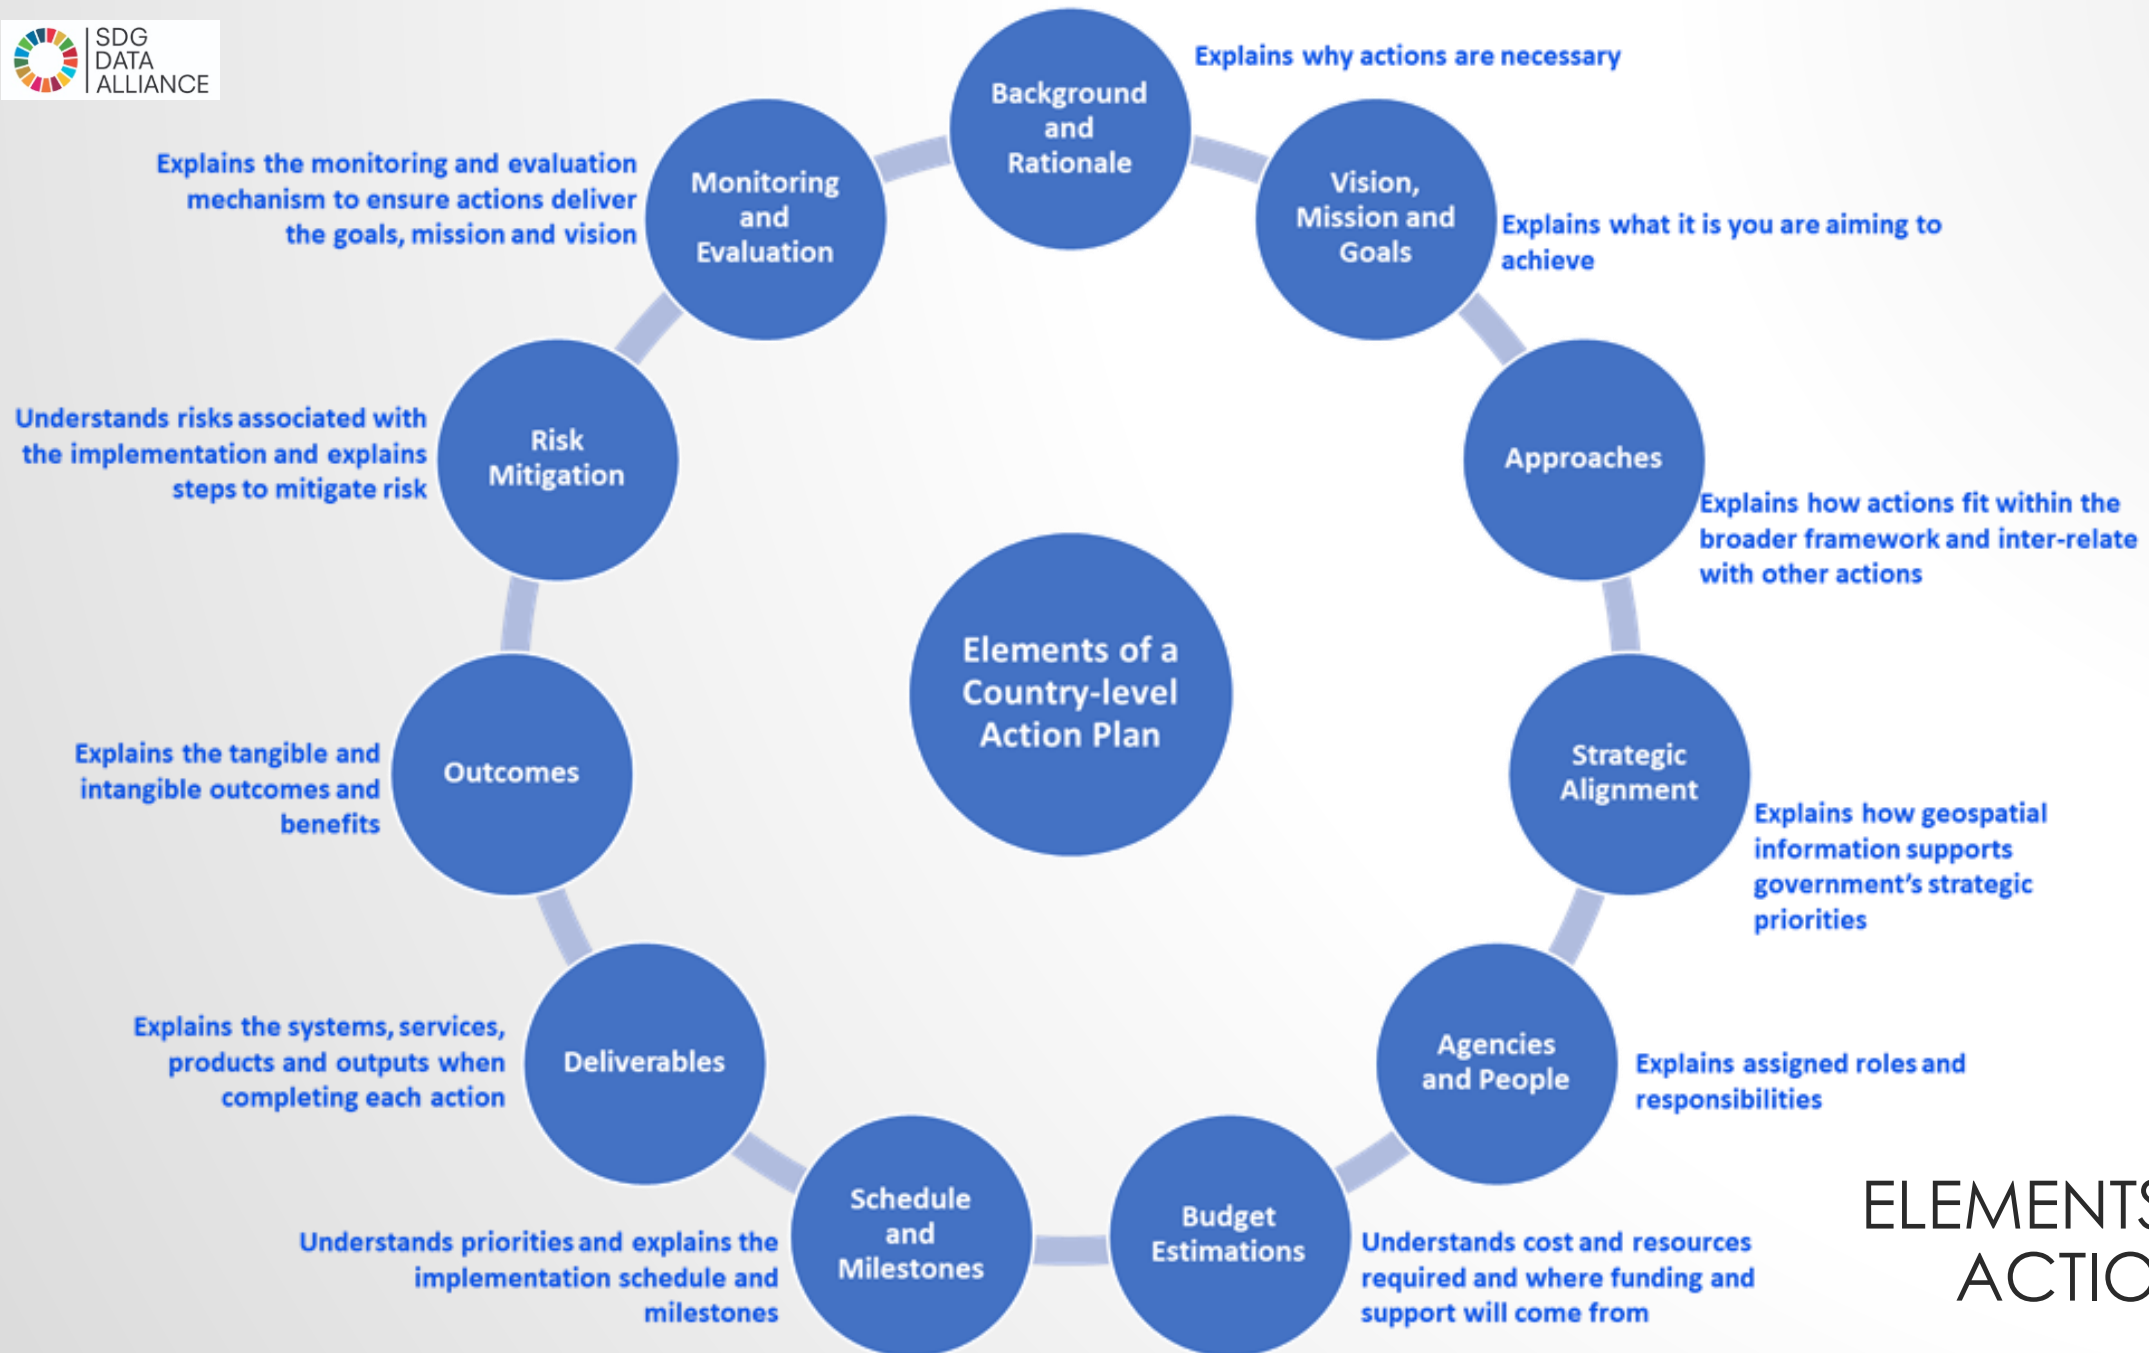 SDG
DATA
ALLIANCE
Background
and
Rationale
Explains why actions are necessary
Vision,
Mission and
Goals
Explains what it is you are aiming to
achieve
Approaches
Explains how actions fit within the
broader framework and inter-relate
with other actions
Strategic
Alignment
Explains how geospatial
information supports
government's strategic
priorities
Agencies
and People
Explains assigned roles and
responsibilities
Budget
Estimations
Understands cost and resources
required and where funding and
support will come from
Schedule
and
Milestones
Understands priorities and explains the
implementation schedule and
milestones
Deliverables
Explains the systems, services,
products and outputs when
completing each action
Outcomes
Explains the tangible and
intangible outcomes and
benefits
Risk
Mitigation
Understands risks associated with
the implementation and explains
steps to mitigate risk
Monitoring
and
Evaluation
Explains the monitoring and evaluation
mechanism to ensure actions deliver
the goals, mission and vision
Elements of a
Country-level
Action Plan
ELEMENTS
ACTIO